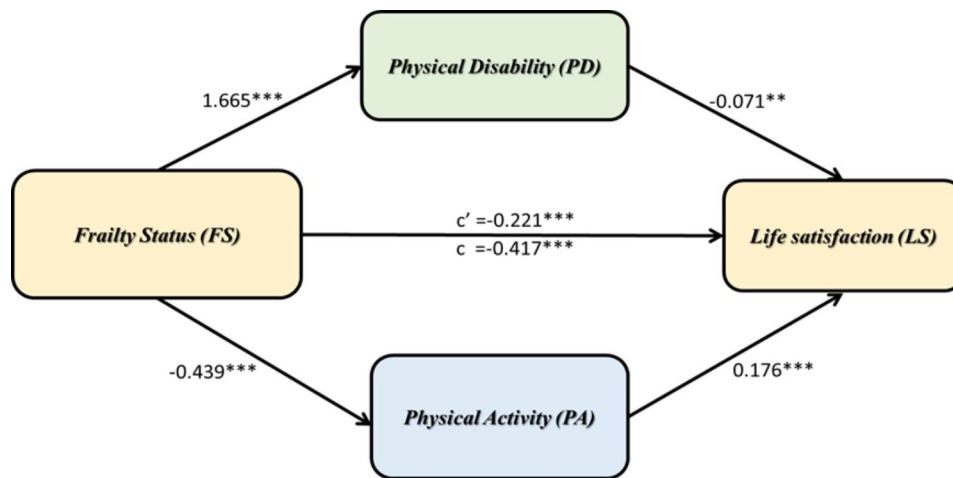 Physical Disability (PD)
1.665***
-0.071**
Frailty Status (FS)
c’ =-0.221***
c =-0.417***
Life satisfaction (LS)
-0.439***
0.176***
Physical Activity (PA)